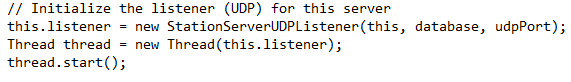 // Initialize the listener (UDP) for this server
this.listener = new StationServerUDPListener(this, database, udpPort);
Thread thread = new Thread(this.listener);
thread.start();